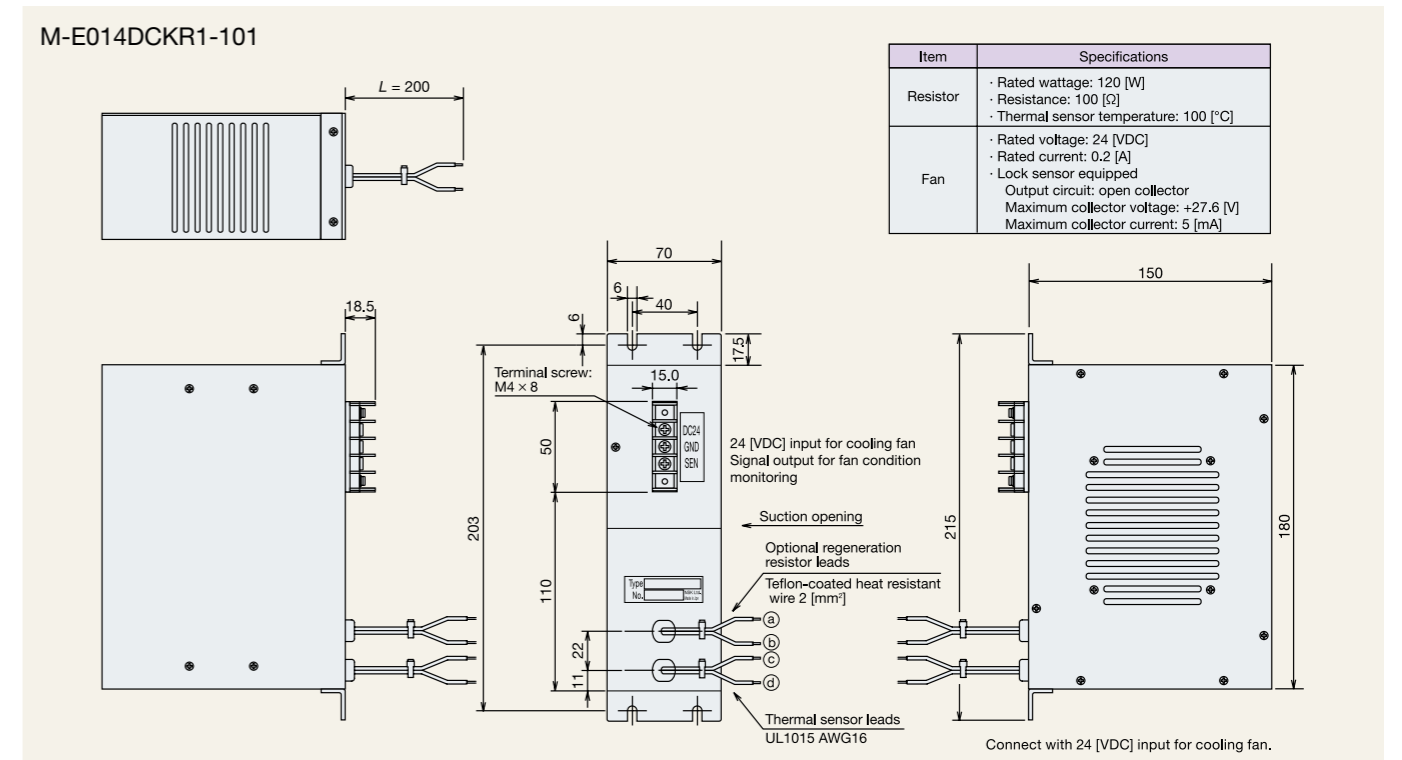 M-E014DCKR1-101
Item Specifications
Resistor
· Rated wattage: 120 [W]
· Resistance: 100 [Ω]
· Thermal sensor temperature: 100 [°C]
Fan
· Rated voltage: 24 [VDC]
· Rated current: 0.2 [A]
· Lock sensor equipped
Output circuit: open collector
Maximum collector voltage: +27.6 [V]
Maximum collector current: 5 [mA]
L = 200
18.5
70
6
40
6
17.5
Terminal screw:
M4 × 8
15.0
DC24
GND
SEN
50
203
110
22
11
24 [VDC] input for cooling fan
Signal output for fan condition
monitoring
Suction opening
Optional regeneration
resistor leads
Teflon-coated heat resistant
wire 2 [mm²]
Type
No.
a
b
c
d
Thermal sensor leads
UL1015 AWG16
150
215
180
Connect with 24 [VDC] input for cooling fan.